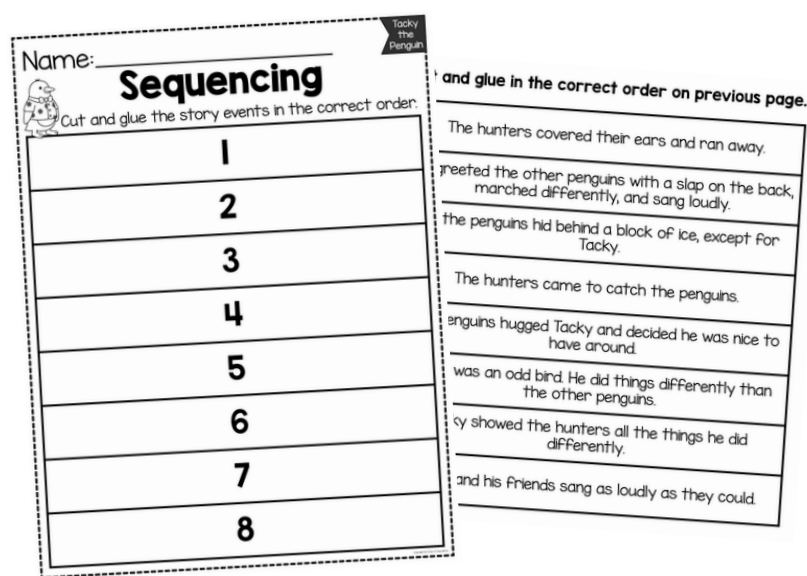 Tacky
the
Penguin
Name:
Sequencing
Cut and glue the story events in the correct order.
1
2
3
4
5
6
7
8
and glue in the correct order on previous page.
The hunters covered their ears and ran away.
greeted the other penguins with a slap on the back,
marched differently, and sang loudly.
the penguins hid behind a block of ice, except for
Tacky.
The hunters came to catch the penguins.
enguins hugged Tacky and decided he was nice to
have around.
was an odd bird. He did things differently than
the other penguins.
ky showed the hunters all the things he did
differently.
and his friends sang as loudly as they could.